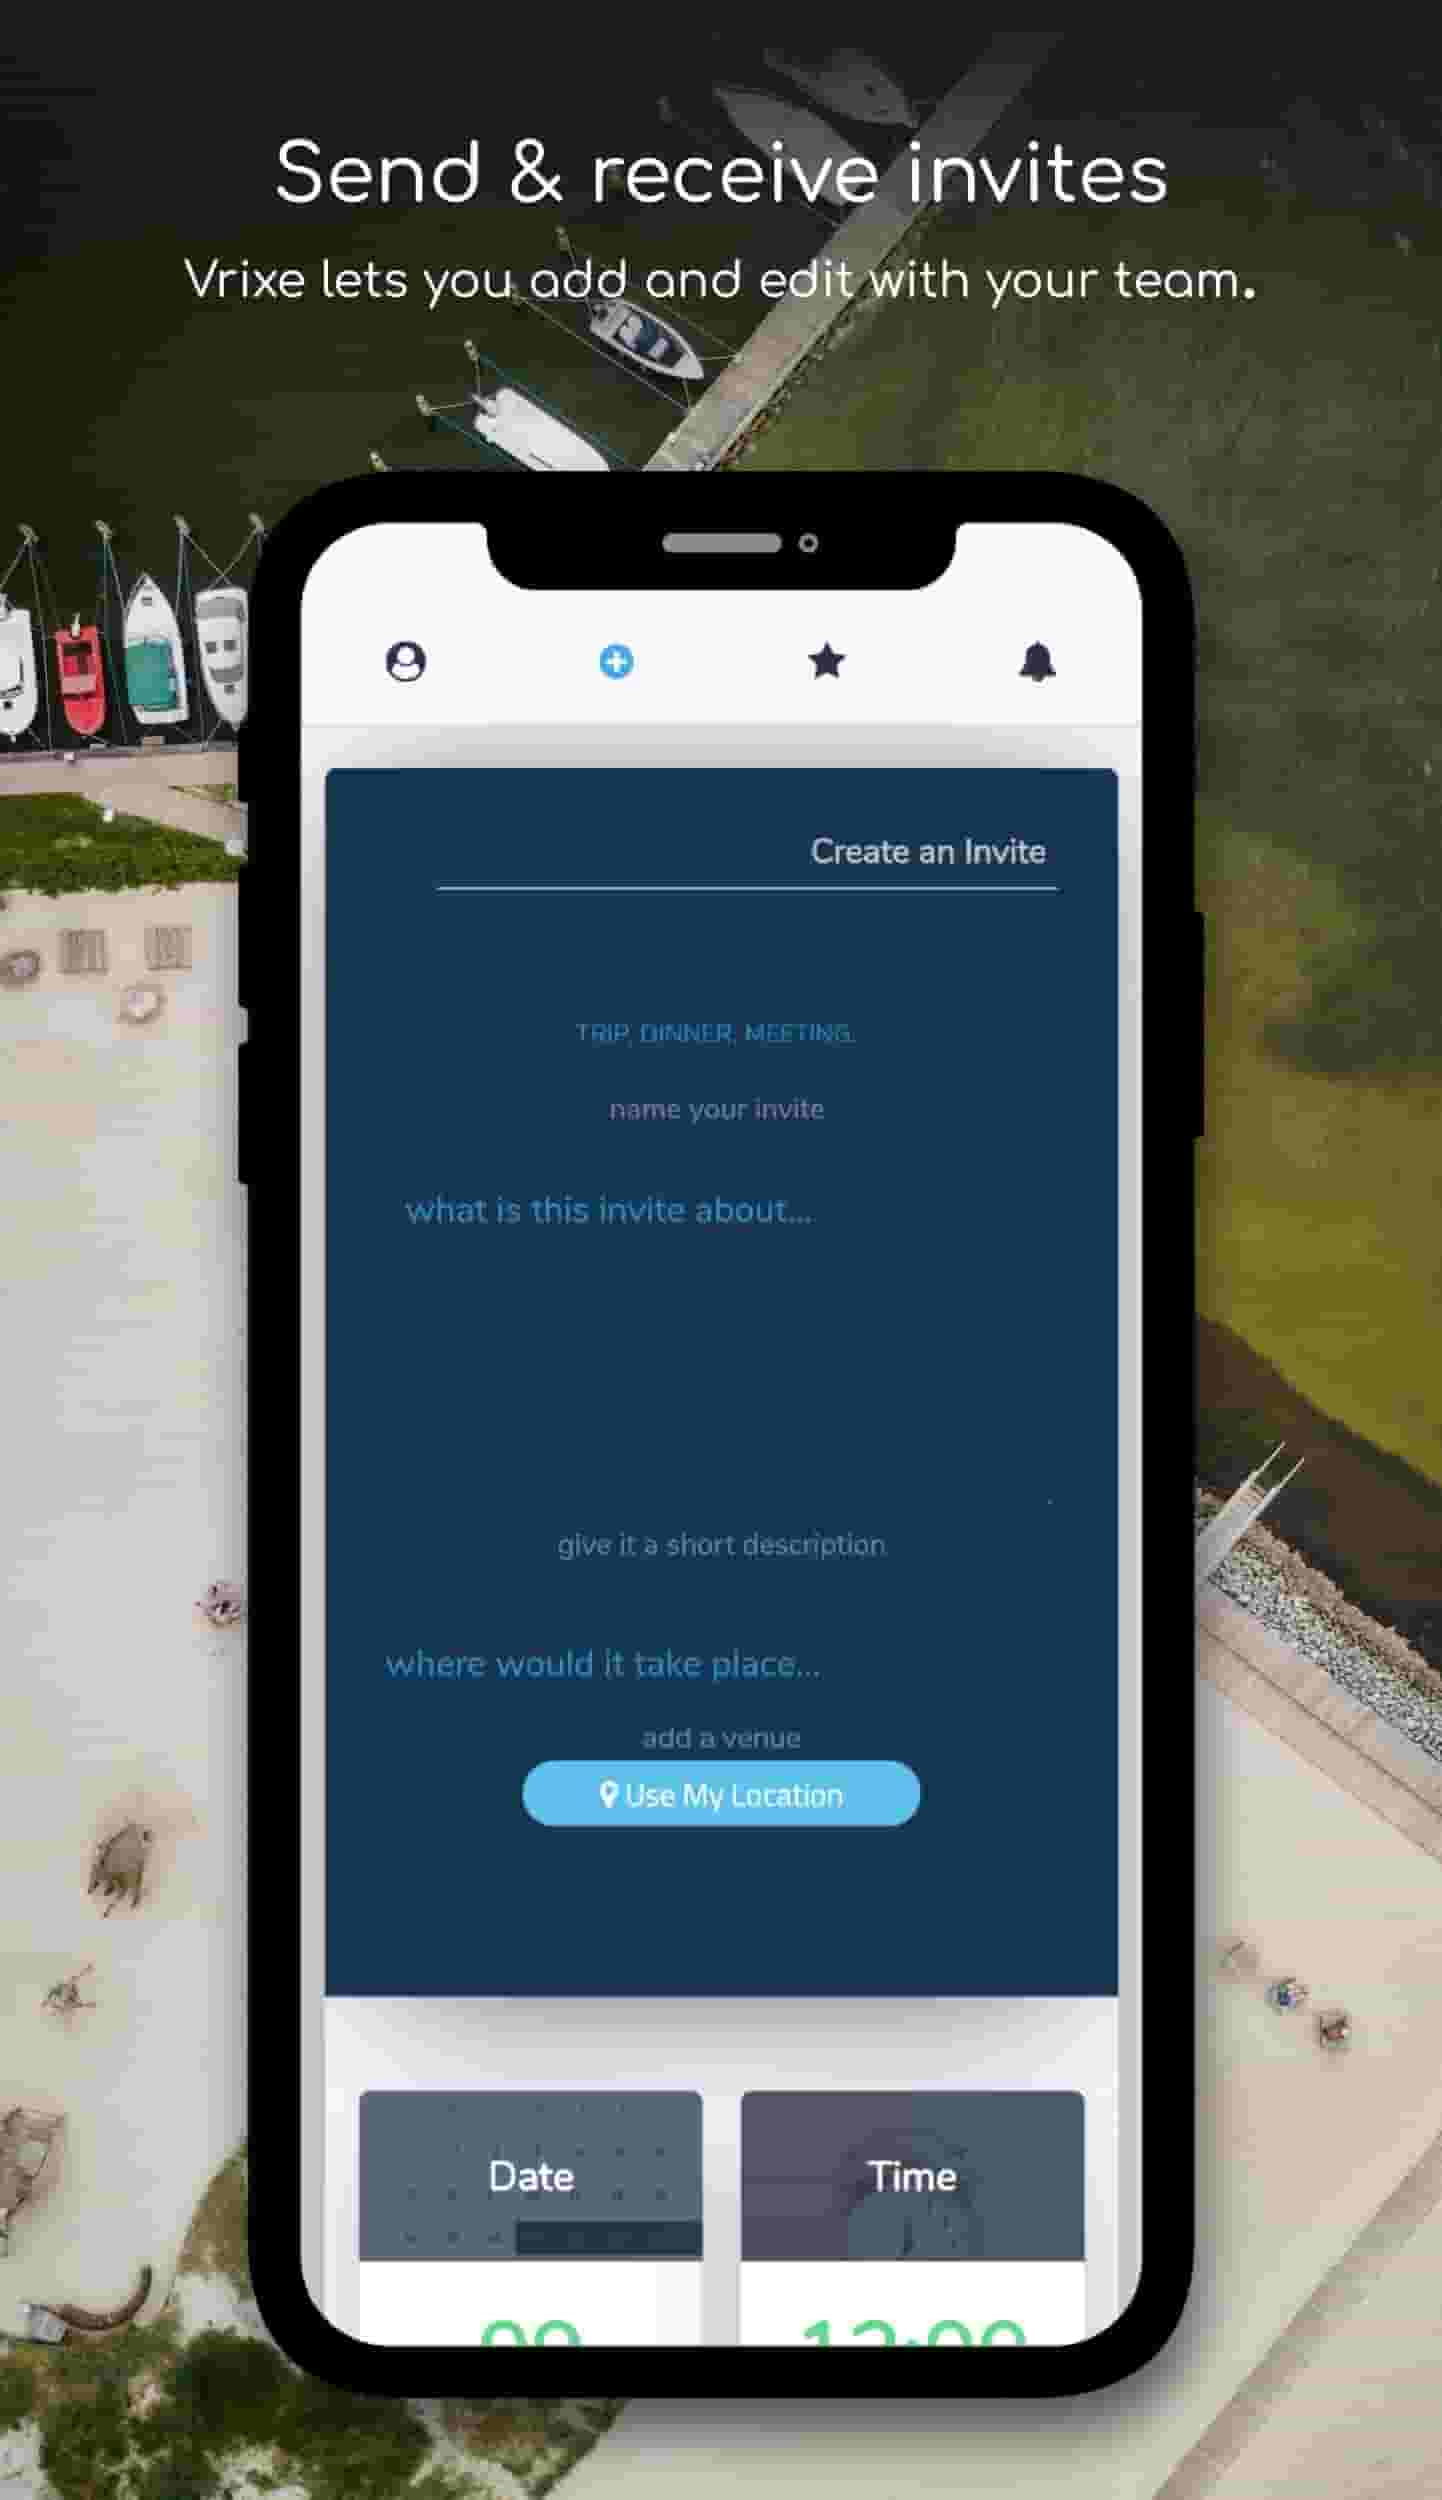 Send & receive invites
Vrixe lets you add and edit with your team.
Create an Invite
TRIP, DINNER, MEETING.
name your invite
what is this invite about...
give it a short description
where would it take place...
add a venue
Use My Location
Date
Time